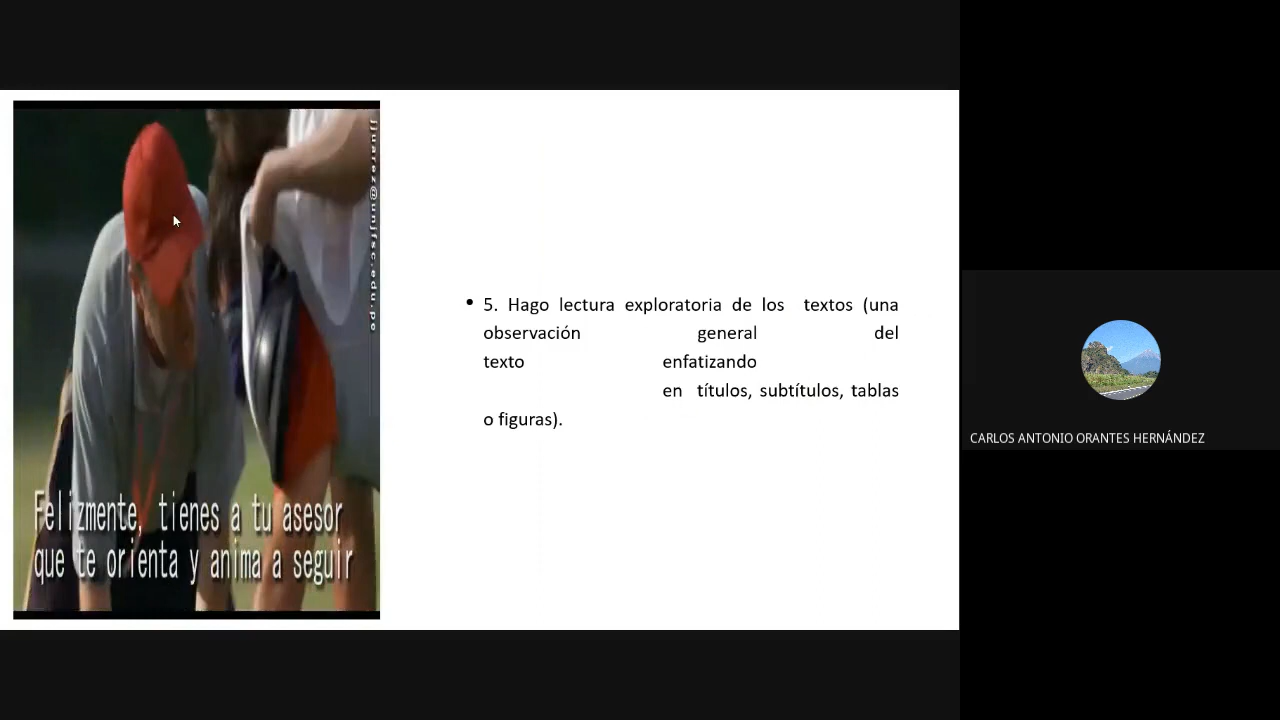 jjuarez@unjfsc.edu.pe
Felizmente, tienes a tu asesor
que te orienta y anima a seguir
• 5. Hago lectura exploratoria de los textos (una
observación general del
texto enfatizando
en títulos, subtítulos, tablas
o figuras).
CARLOS ANTONIO ORANTES HERNÁNDEZ